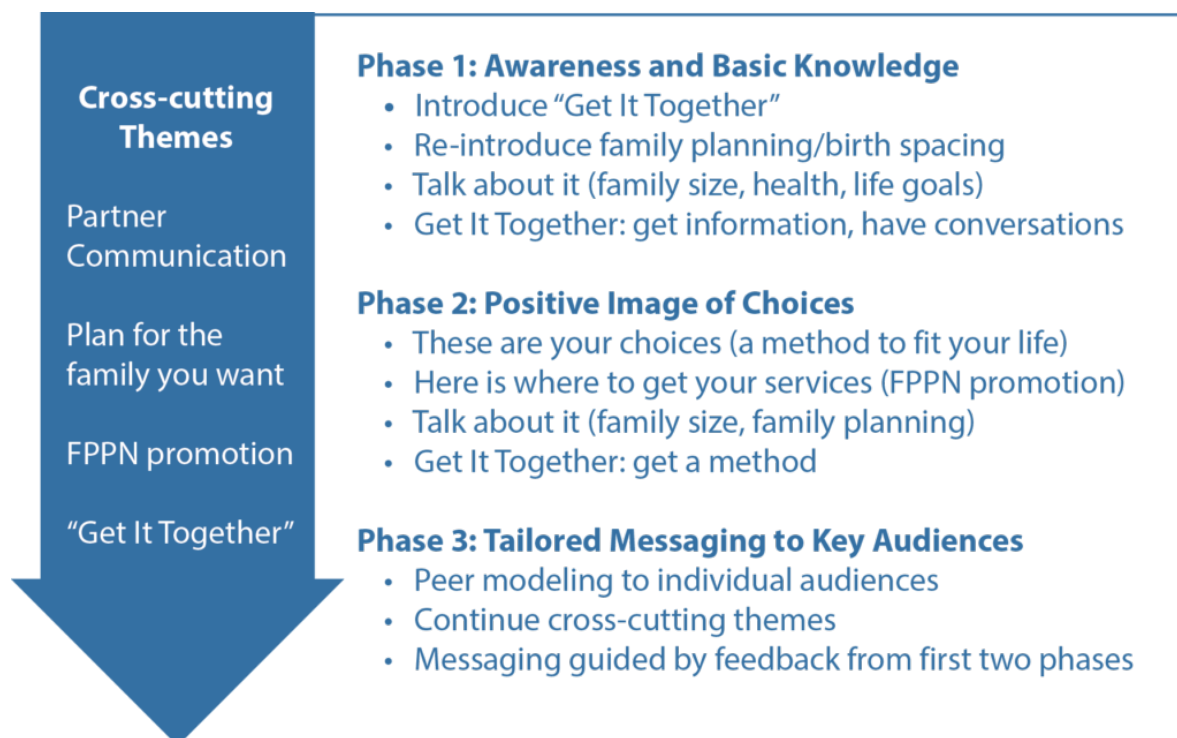 Cross-cutting
Themes
Partner
Communication
Plan for the
family you want
FPPN promotion
“Get It Together”
Phase 1: Awareness and Basic Knowledge
• Introduce “Get It Together”
• Re-introduce family planning/birth spacing
• Talk about it (family size, health, life goals)
• Get It Together: get information, have conversations
Phase 2: Positive Image of Choices
• These are your choices (a method to fit your life)
• Here is where to get your services (FPPN promotion)
• Talk about it (family size, family planning)
• Get It Together: get a method
Phase 3: Tailored Messaging to Key Audiences
• Peer modeling to individual audiences
• Continue cross-cutting themes
• Messaging guided by feedback from first two phases